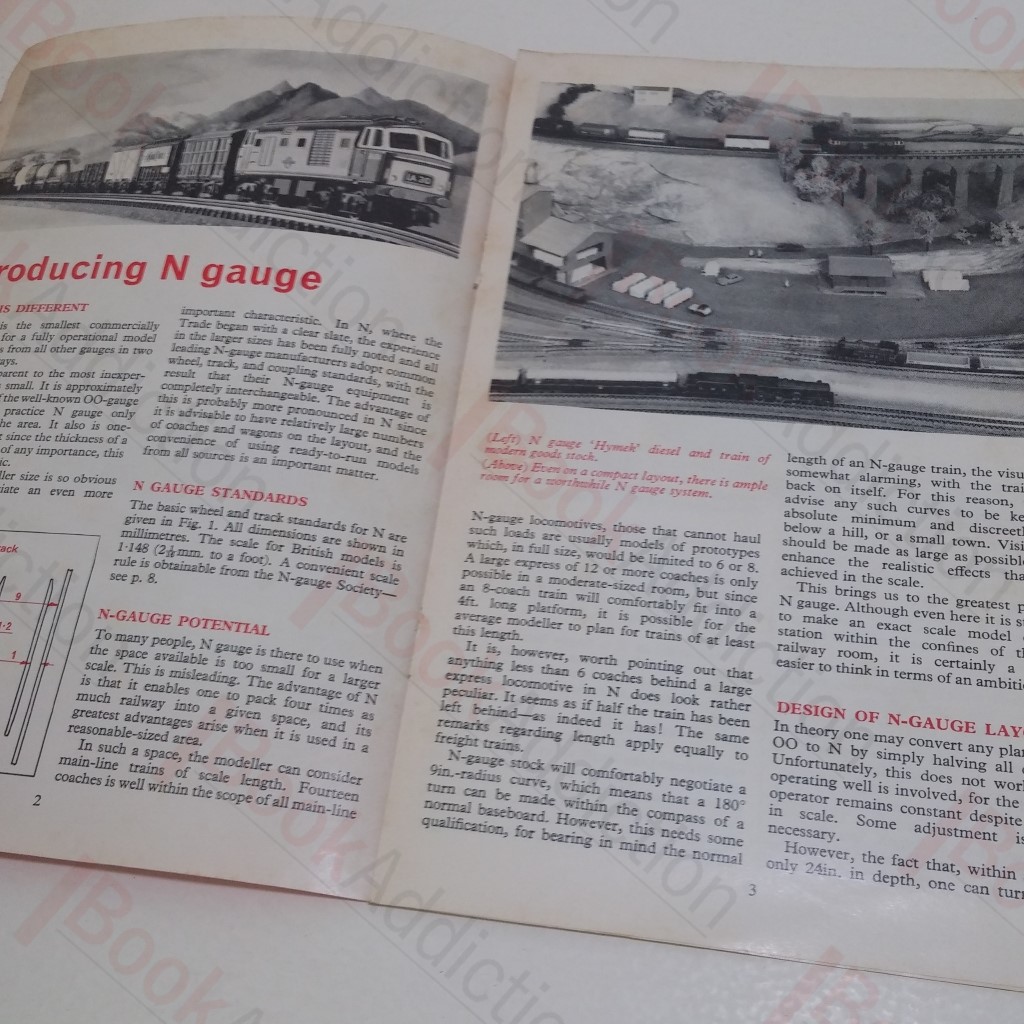 roducing N gauge
IS DIFFERENT
is the smallest commercially
for a fully operational model
s from all other gauges in two
ays.
parent to the most inexper-
small. It is approximately
f the well-known OO-gauge
practice N gauge only
he area. It also is one-
t since the thickness of a
of any importance, this
ic.
ller size is so obvious
iate an even more
rack
9
1·2
1
important characteristic. In N, where the
Trade began with a clear slate, the experience
in the larger sizes has been fully noted and all
leading N-gauge manufacturers adopt common
wheel, track, and coupling standards, with the
result that their N-gauge equipment is
completely interchangeable. The advantage of
this is probably more pronounced in N since
it is advisable to have relatively large numbers
of coaches and wagons on the layout, and the
convenience of using ready-to-run models
from all sources is an important matter.
N GAUGE STANDARDS
The basic wheel and track standards for N are
given in Fig. 1. All dimensions are shown in
millimetres. The scale for British models is
1·148 (2 1/16 mm. to a foot). A convenient scale
rule is obtainable from the N-gauge Society—
see p. 8.
N-GAUGE POTENTIAL
To many people, N gauge is there to use when
the space available is too small for a larger
scale. This is misleading. The advantage of N
is that it enables one to pack four times as
much railway into a given space, and its
greatest advantages arise when it is used in a
reasonable-sized area.
In such a space, the modeller can consider
main-line trains of scale length. Fourteen
coaches is well within the scope of all main-line
2
(Left) N gauge 'Hymek' diesel and train of
modern goods stock.
(Above) Even on a compact layout, there is ample
room for a worthwhile N gauge system.
N-gauge locomotives, those that cannot haul
such loads are usually models of prototypes
which, in full size, would be limited to 6 or 8.
A large express of 12 or more coaches is only
possible in a moderate-sized room, but since
an 8-coach train will comfortably fit into a
4ft. long platform, it is possible for the
average modeller to plan for trains of at least
this length.
It is, however, worth pointing out that
anything less than 6 coaches behind a large
express locomotive in N does look rather
peculiar. It seems as if half the train has been
left behind—as indeed it has! The same
remarks regarding length apply equally to
freight trains.
N-gauge stock will comfortably negotiate a
9in.-radius curve, which means that a 180°
turn can be made within the compass of a
normal baseboard. However, this needs some
qualification, for bearing in mind the normal
3
length of an N-gauge train, the visu
somewhat alarming, with the trai
back on itself. For this reason,
advise any such curves to be ke
absolute minimum and discreetl
below a hill, or a small town. Visi
should be made as large as possible
enhance the realistic effects tha
achieved in the scale.
This brings us to the greatest p
N gauge. Although even here it is st
to make an exact scale model
station within the confines of th
railway room, it is certainly a
easier to think in terms of an ambitio
DESIGN OF N-GAUGE LAY
In theory one may convert any plan
OO to N by simply halving all
Unfortunately, this does not work
operating well is involved, for the
operator remains constant despite
in scale. Some adjustment is
necessary.
However, the fact that, within
only 24in. in depth, one can turn
BookAddiction